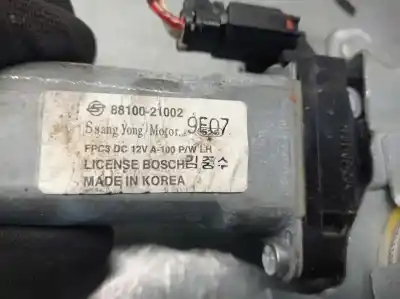 88100-21002
SsangYong Motor 9E07
FPC3 DC 12V A-100 P/W LH
LICENSE BOSCH
MADE IN KOREA